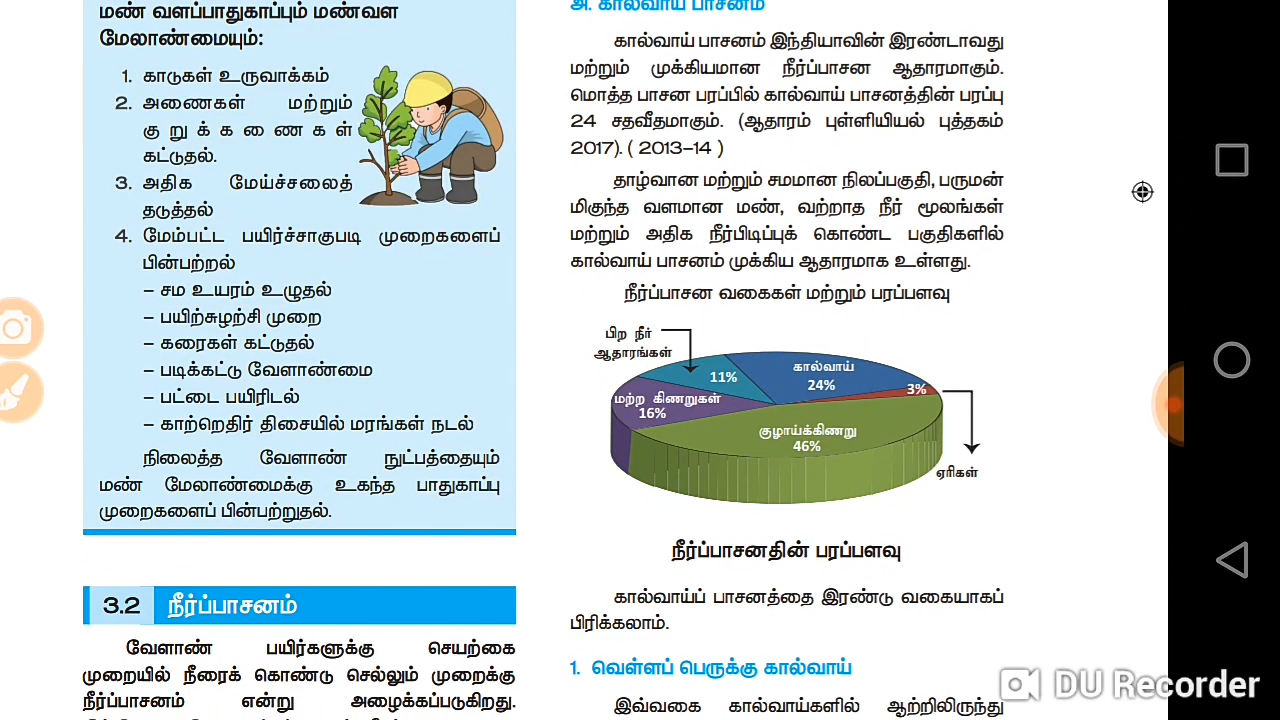 மண் வளப்பாதுகாப்பும் மண்வள
மேலாண்மையும்:
1. காடுகள் உருவாக்கம்
2. அணைகள் மற்றும்
குறுக்கணைகள்
கட்டுதல்.
3. அதிக மேய்ச்சலைத்
தடுத்தல்
4. மேம்பட்ட பயிர்ச்சாகுபடி முறைகளைப்
பின்பற்றல்
– சம உயரம் உழுதல்
– பயிற்சுழற்சி முறை
– கரைகள் கட்டுதல்
– படிக்கட்டு வேளாண்மை
– பட்டை பயிரிடல்
– காற்றெதிர் திசையில் மரங்கள் நடல்
நிலைத்த வேளாண் நுட்பத்தையும்
மண் மேலாண்மைக்கு உகந்த பாதுகாப்பு
முறைகளைப் பின்பற்றுதல்.
3.2 நீர்ப்பாசனம்
வேளாண் பயிர்களுக்கு செயற்கை
முறையில் நீரைக் கொண்டு செல்லும் முறைக்கு
நீர்ப்பாசனம் என்று அழைக்கப்படுகிறது.
அ. கால்வாய் பாசனம்
கால்வாய் பாசனம் இந்தியாவின் இரண்டாவது
மற்றும் முக்கியமான நீர்ப்பாசன ஆதாரமாகும்.
மொத்த பாசன பரப்பில் கால்வாய் பாசனத்தின் பரப்பு
24 சதவீதமாகும். (ஆதாரம் புள்ளியியல் புத்தகம்
2017). ( 2013–14 )
தாழ்வான மற்றும் சமமான நிலப்பகுதி, பருமன்
மிகுந்த வளமான மண், வற்றாத நீர் மூலங்கள்
மற்றும் அதிக நீர்பிடிப்புக் கொண்ட பகுதிகளில்
கால்வாய் பாசனம் முக்கிய ஆதாரமாக உள்ளது.
நீர்ப்பாசன வகைகள் மற்றும் பரப்பளவு
பிற நீர்
ஆதாரங்கள்
11%
கால்வாய்
24%
3%
மற்ற கிணறுகள்
16%
குழாய்க்கிணறு
46%
ஏரிகள்
நீர்ப்பாசனதின் பரப்பளவு
கால்வாய்ப் பாசனத்தை இரண்டு வகையாகப்
பிரிக்கலாம்.
1. வெள்ளப் பெருக்கு கால்வாய்
இவ்வகை கால்வாய்களில் ஆற்றிலிருந்து
DU Recorder